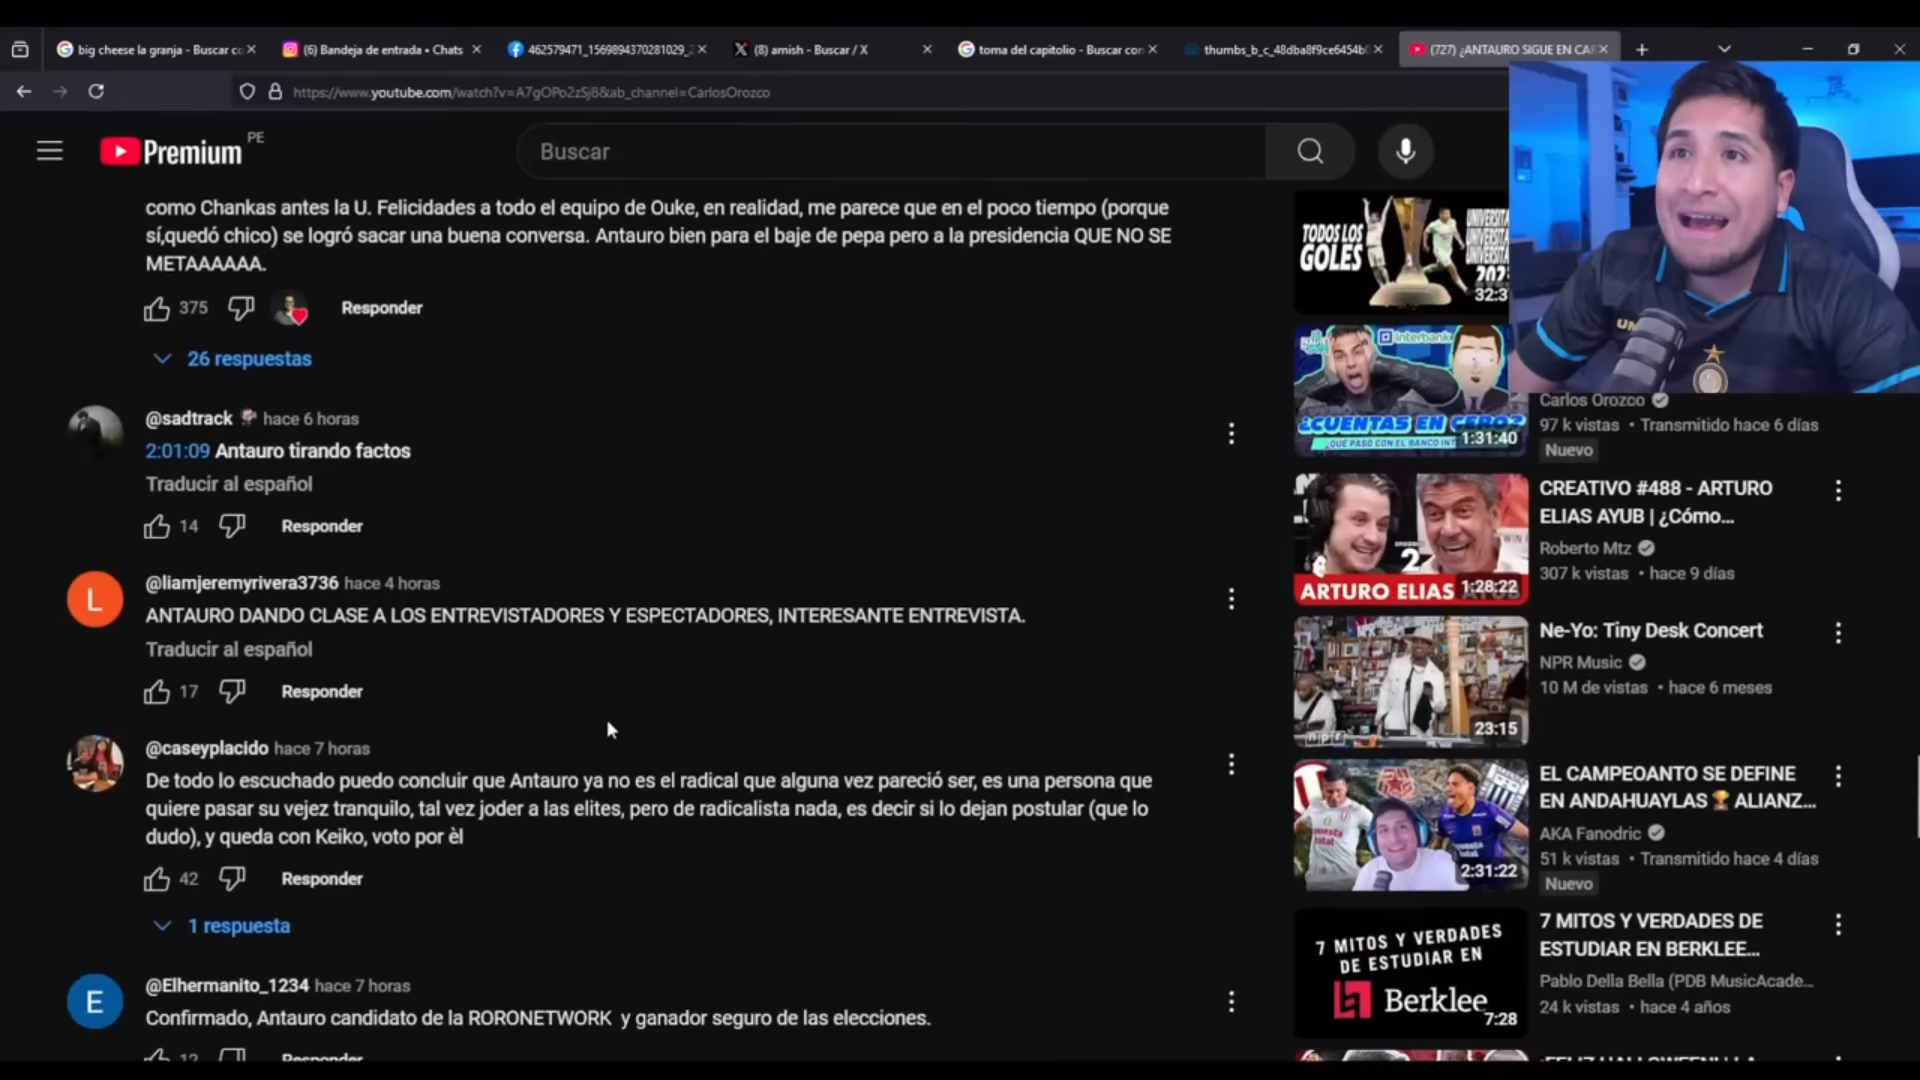 big cheese la granja - Buscar co
(6) Bandeja de entrada • Chats
462579471_1569894370281029_2
(8) amish - Buscar / X
toma del capitolio - Buscar con
thumbs_b_c_48dba8f9ce6454b
(727) ¿ANTAURO SIGUE EN CA
https://www.youtube.com/watch?v=A7gOPo2zSj8&ab_channel=CarlosOrozco
Premium PE
Buscar
como Chankas antes la U. Felicidades a todo el equipo de Ouke, en realidad, me parece que en el poco tiempo (porque
sí,quedó chico) se logró sacar una buena conversa. Antauro bien para el baje de pepa pero a la presidencia QUE NO SE
METAAAAAA.
375 Responder
26 respuestas
@sadtrack hace 6 horas
2:01:09 Antauro tirando factos
Traducir al español
14 Responder
L
@liamjeremyrivera3736 hace 4 horas
ANTAURO DANDO CLASE A LOS ENTREVISTADORES Y ESPECTADORES, INTERESANTE ENTREVISTA.
Traducir al español
17 Responder
@caseyplacido hace 7 horas
De todo lo escuchado puedo concluir que Antauro ya no es el radical que alguna vez pareció ser, es una persona que
quiere pasar su vejez tranquilo, tal vez joder a las elites, pero de radicalista nada, es decir si lo dejan postular (que lo
dudo), y queda con Keiko, voto por èl
42 Responder
1 respuesta
E
@Elhermanito_1234 hace 7 horas
Confirmado, Antauro candidato de la RORONETWORK y ganador seguro de las elecciones.
12 Responder
TODOS LOS
GOLES
32:3
Interbank
¿CUENTAS EN CERO?
¿QUÉ PASÓ CON EL BANCO INT
1:31:40
Carlos Orozco
97 k vistas • Transmitido hace 6 días
Nuevo
ARTURO ELIAS
1:28:22
CREATIVO #488 - ARTURO
ELIAS AYUB | ¿Cómo...
Roberto Mtz
307 k vistas • hace 9 días
npr
23:15
Ne-Yo: Tiny Desk Concert
NPR Music
10 M de vistas • hace 6 meses
2:31:22
EL CAMPEOANTO SE DEFINE
EN ANDAHUAYLAS ALIANZ...
AKA Fanodric
51 k vistas • Transmitido hace 4 días
Nuevo
7 MITOS Y VERDADES
DE ESTUDIAR EN
Berklee
7:28
7 MITOS Y VERDADES DE
ESTUDIAR EN BERKLEE...
Pablo Della Bella (PDB MusicAcade...
24 k vistas • hace 4 años